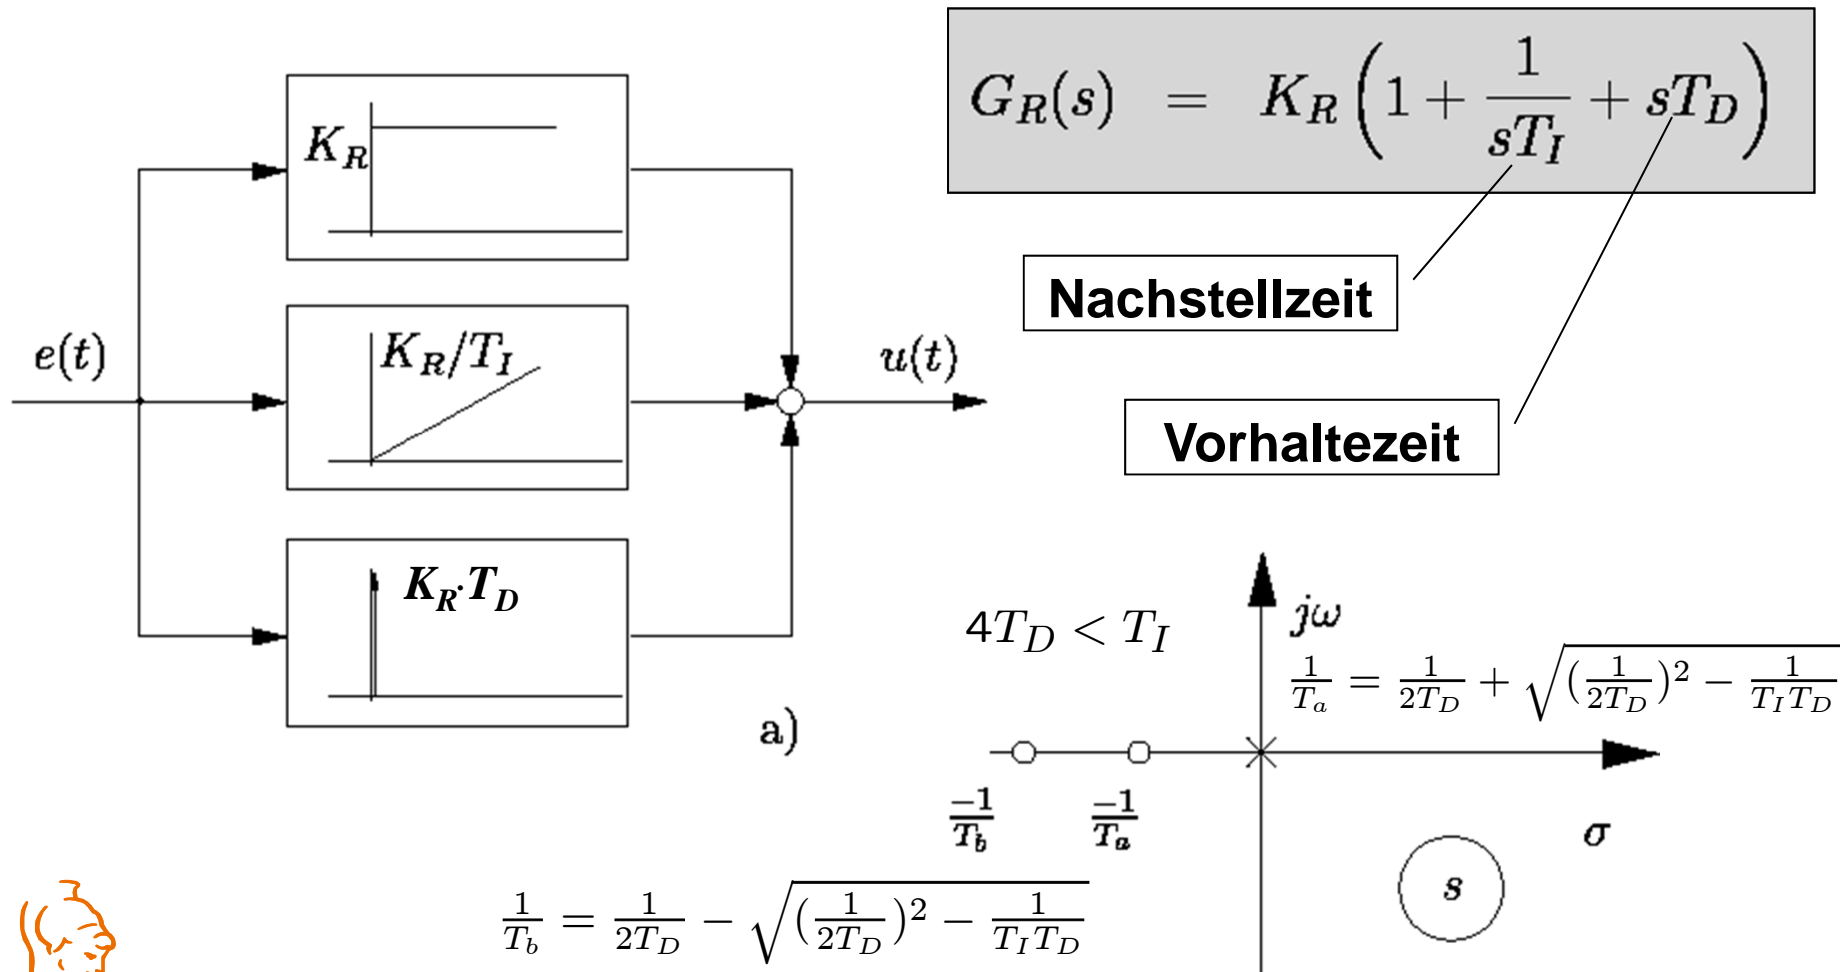 G_R(s) = K_R (1 + 1/(sT_I) + sT_D)
K_R
Nachstellzeit
e(t)
K_R/T_I
u(t)
Vorhaltezeit
K_R·T_D
4T_D < T_I
jω
1/T_a = 1/(2T_D) + √((1/(2T_D))² − 1/(T_I T_D))
a)
−1/T_b
−1/T_a
σ
s
1/T_b = 1/(2T_D) − √((1/(2T_D))² − 1/(T_I T_D))